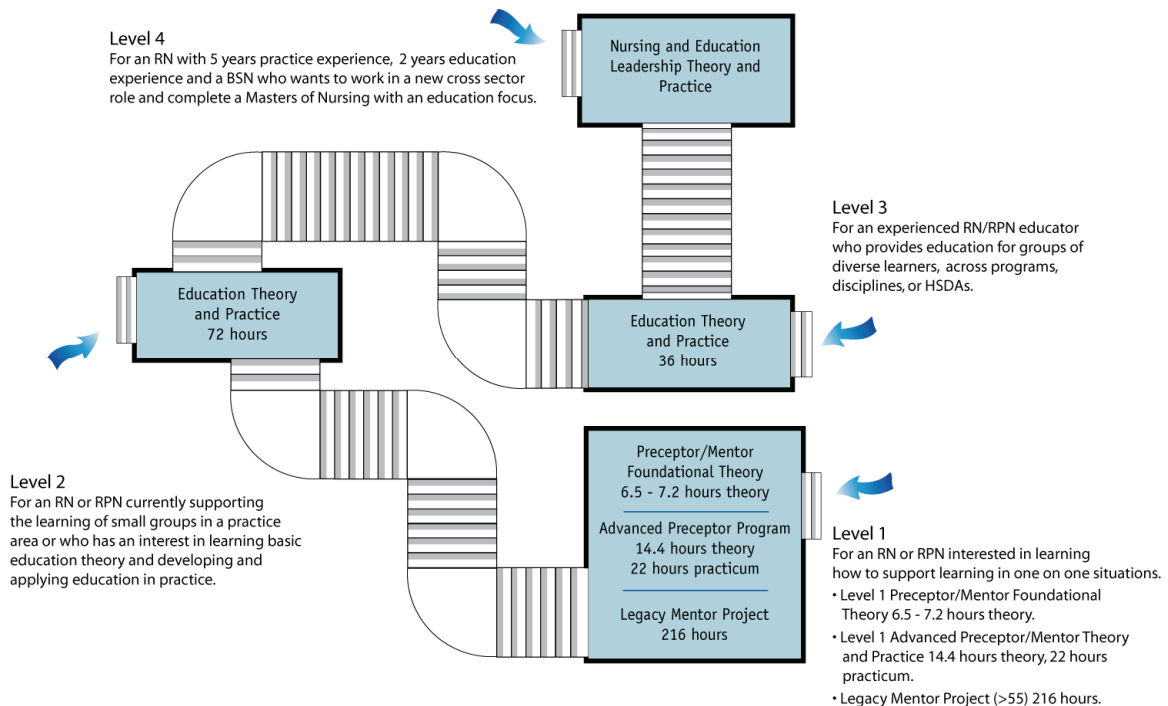 Level 4
For an RN with 5 years practice experience, 2 years education
experience and a BSN who wants to work in a new cross sector
role and complete a Masters of Nursing with an education focus.
Nursing and Education
Leadership Theory and
Practice
Level 3
For an experienced RN/RPN educator
who provides education for groups of
diverse learners, across programs,
disciplines, or HSDAs.
Education Theory
and Practice
72 hours
Education Theory
and Practice
36 hours
Level 2
For an RN or RPN currently supporting
the learning of small groups in a practice
area or who has an interest in learning basic
education theory and developing and
applying education in practice.
Preceptor/Mentor
Foundational Theory
6.5 - 7.2 hours theory
Advanced Preceptor Program
14.4 hours theory
22 hours practicum
Legacy Mentor Project
216 hours
Level 1
For an RN or RPN interested in learning
how to support learning in one on one situations.
• Level 1 Preceptor/Mentor Foundational
Theory 6.5 - 7.2 hours theory.
• Level 1 Advanced Preceptor/Mentor Theory
and Practice 14.4 hours theory, 22 hours
practicum.
• Legacy Mentor Project (>55) 216 hours.